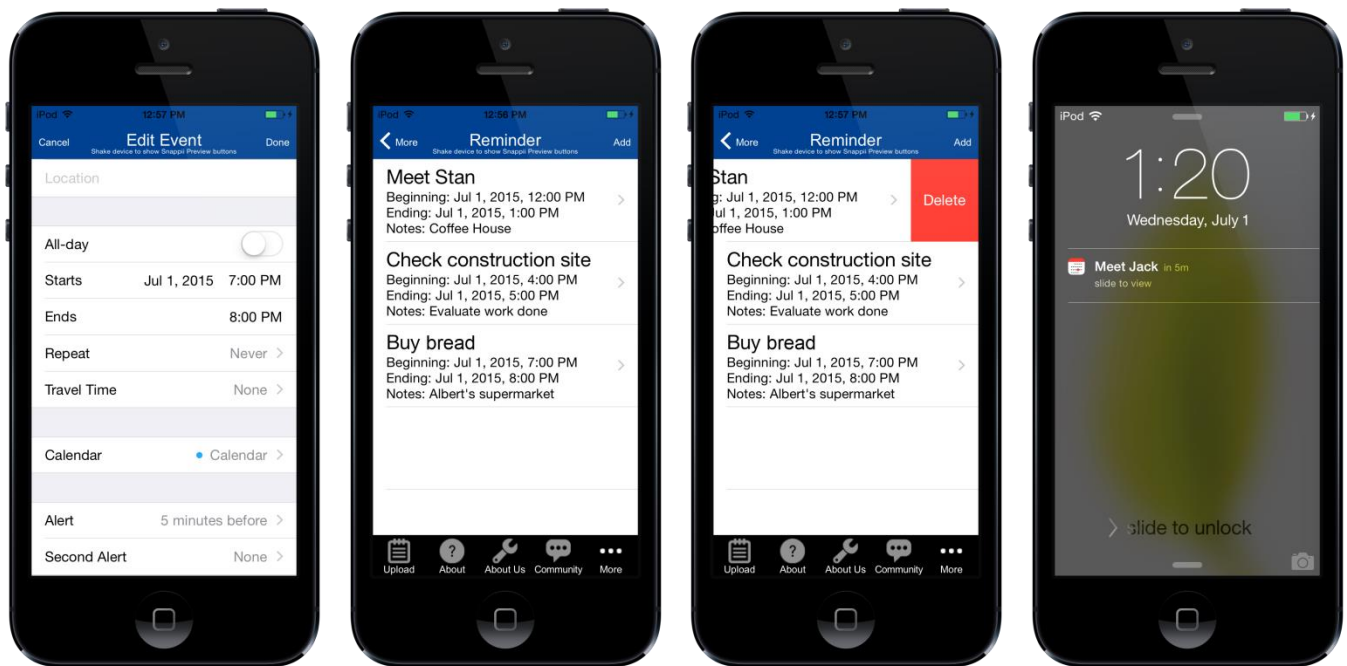 iPod 12:57 PM
Cancel Edit Event Done
Shake device to show Snappii Preview buttons
Location
All-day
Starts Jul 1, 2015 7:00 PM
Ends 8:00 PM
Repeat Never
Travel Time None
Calendar • Calendar
Alert 5 minutes before
Second Alert None
iPod 12:56 PM
More Reminder Add
Shake device to show Snappii Preview buttons
Meet Stan
Beginning: Jul 1, 2015, 12:00 PM
Ending: Jul 1, 2015, 1:00 PM
Notes: Coffee House
Check construction site
Beginning: Jul 1, 2015, 4:00 PM
Ending: Jul 1, 2015, 5:00 PM
Notes: Evaluate work done
Buy bread
Beginning: Jul 1, 2015, 7:00 PM
Ending: Jul 1, 2015, 8:00 PM
Notes: Albert's supermarket
Upload About About Us Community More
iPod 12:57 PM
More Reminder Add
Shake device to show Snappii Preview buttons
Stan
g: Jul 1, 2015, 12:00 PM Delete
ul 1, 2015, 1:00 PM
offee House
Check construction site
Beginning: Jul 1, 2015, 4:00 PM
Ending: Jul 1, 2015, 5:00 PM
Notes: Evaluate work done
Buy bread
Beginning: Jul 1, 2015, 7:00 PM
Ending: Jul 1, 2015, 8:00 PM
Notes: Albert's supermarket
Upload About About Us Community More
iPod
1:20
Wednesday, July 1
Meet Jack in 5m
slide to view
slide to unlock